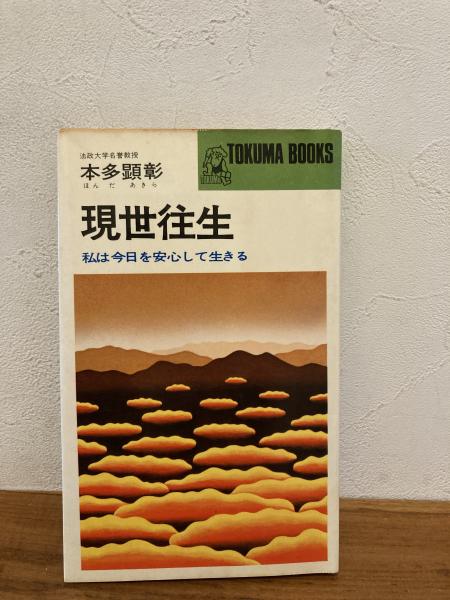 法政大学名誉教授
本多顕彰
ほんだ あきら
TOKUMA BOOKS
現世往生
私は今日を安心して生きる